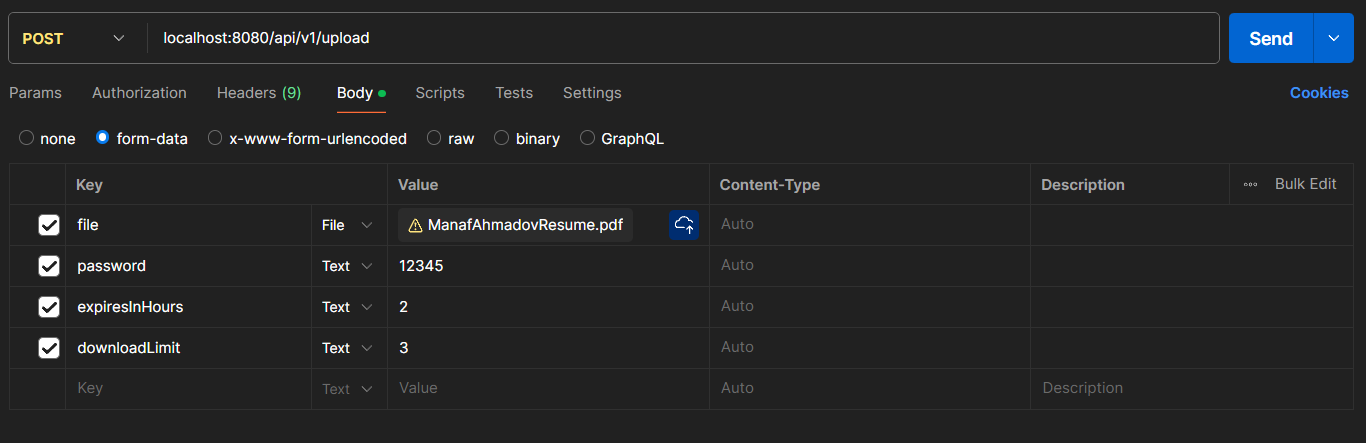 POST localhost:8080/api/v1/upload Send
Params Authorization Headers (9) Body Scripts Tests Settings Cookies
none form-data x-www-form-urlencoded raw binary GraphQL
Key Value Content-Type Description Bulk Edit
file File ManafAhmadovResume.pdf Auto
password Text 12345 Auto
expiresInHours Text 2 Auto
downloadLimit Text 3 Auto
Key Text Value Auto Description